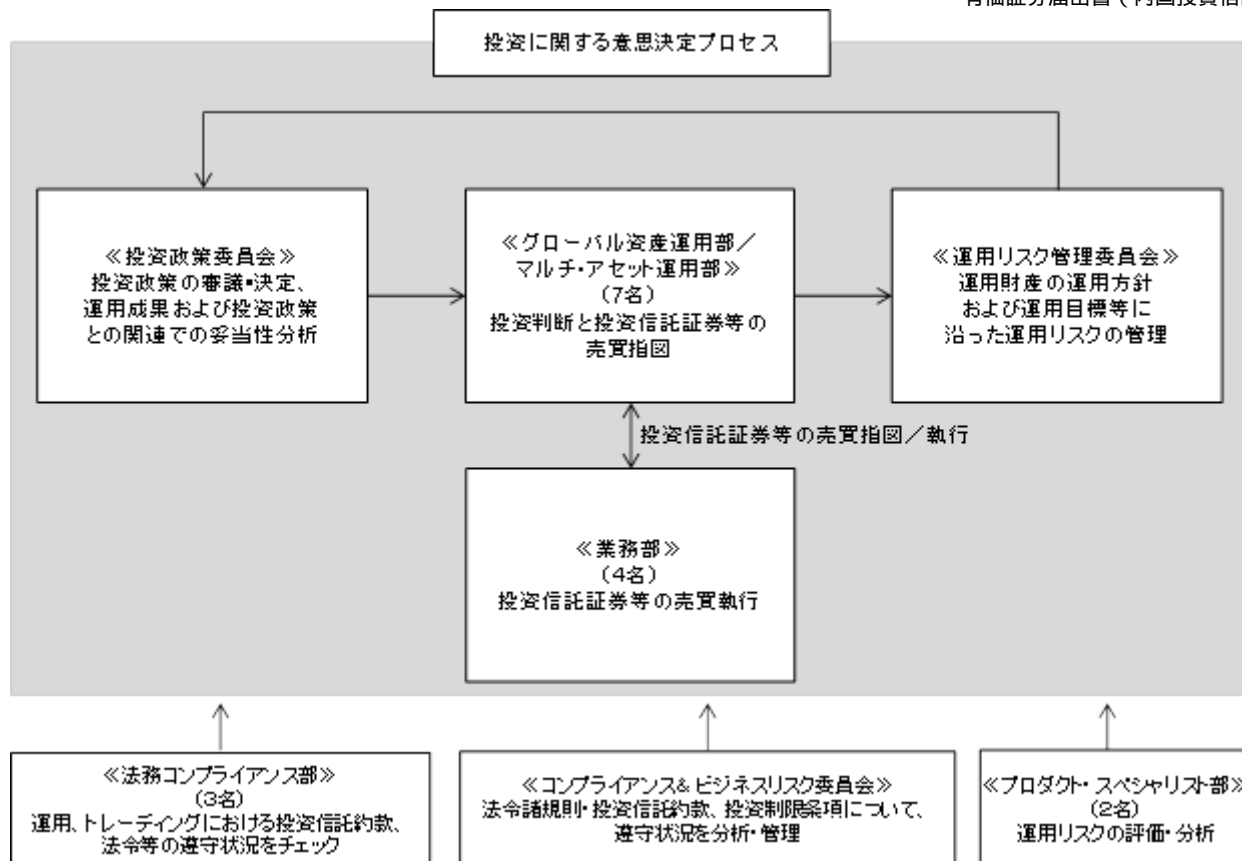 有価証券届出書（内国投資信
投資に関する意思決定プロセス
≪投資政策委員会≫
投資政策の審議・決定、
運用成果および投資政策
との関連での妥当性分析
≪グローバル資産運用部／
マルチ・アセット運用部≫
(7名)
投資判断と投資信託証券等の
売買指図
≪運用リスク管理委員会≫
運用財産の運用方針
および運用目標等に
沿った運用リスクの管理
投資信託証券等の売買指図／執行
≪業務部≫
(4名)
投資信託証券等の売買執行
≪法務コンプライアンス部≫
(3名)
運用、トレーディングにおける投資信託約款、
法令等の遵守状況をチェック
≪コンプライアンス&ビジネスリスク委員会≫
法令諸規則・投資信託約款、投資制限条項について、
遵守状況を分析・管理
≪プロダクト・スペシャリスト部≫
(2名)
運用リスクの評価・分析